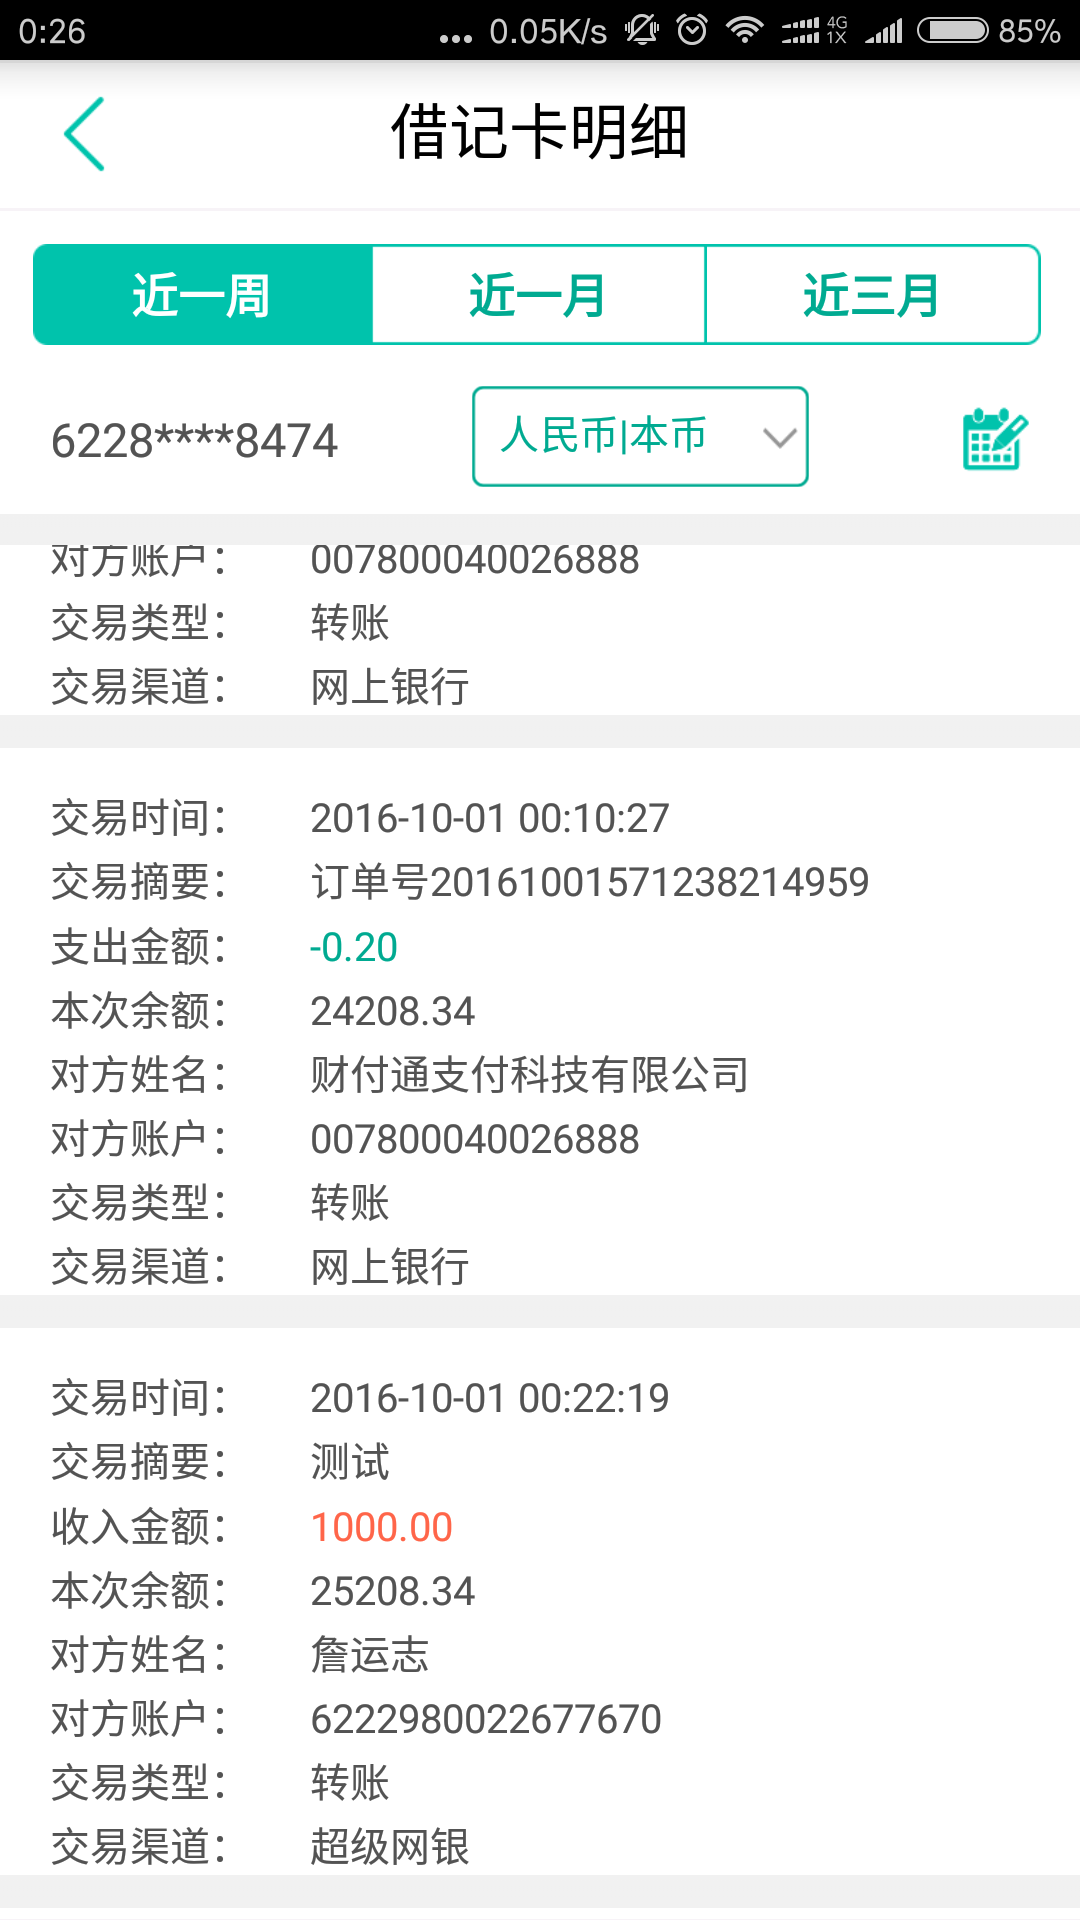 0:26 ... 0.05K/s 4G 1X 85%
借记卡明细
近一周 近一月 近三月
6228****8474 人民币|本币
对方账户： 007800040026888
交易类型： 转账
交易渠道： 网上银行
交易时间： 2016-10-01 00:10:27
交易摘要： 订单号20161001571238214959
支出金额： -0.20
本次余额： 24208.34
对方姓名： 财付通支付科技有限公司
对方账户： 007800040026888
交易类型： 转账
交易渠道： 网上银行
交易时间： 2016-10-01 00:22:19
交易摘要： 测试
收入金额： 1000.00
本次余额： 25208.34
对方姓名： 詹运志
对方账户： 6222980022677670
交易类型： 转账
交易渠道： 超级网银